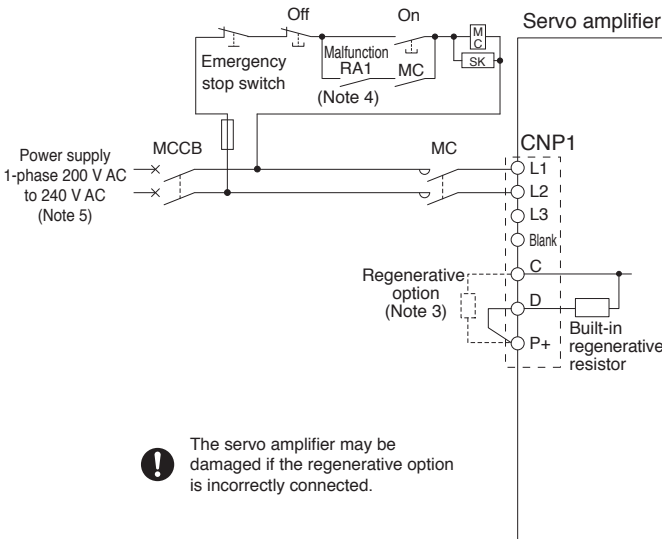 Off
On
Servo amplifier
Emergency
stop switch
Malfunction
RA1
MC
(Note 4)
M
C
SK
Power supply
1-phase 200 V AC
to 240 V AC
(Note 5)
MCCB
MC
CNP1
L1
L2
L3
Blank
C
D
P+
Regenerative
option
(Note 3)
Built-in
regenerative
resistor
The servo amplifier may be
damaged if the regenerative option
is incorrectly connected.